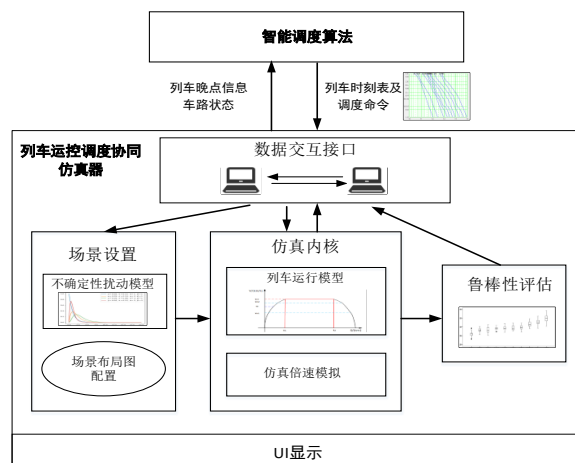 智能调度算法
列车晚点信息
车路状态
列车时刻表及
调度命令
列车运控调度协同
仿真器
数据交互接口
场景设置
不确定性扰动模型
场景布局图
配置
仿真内核
列车运行模型
仿真倍速模拟
鲁棒性评估
UI显示